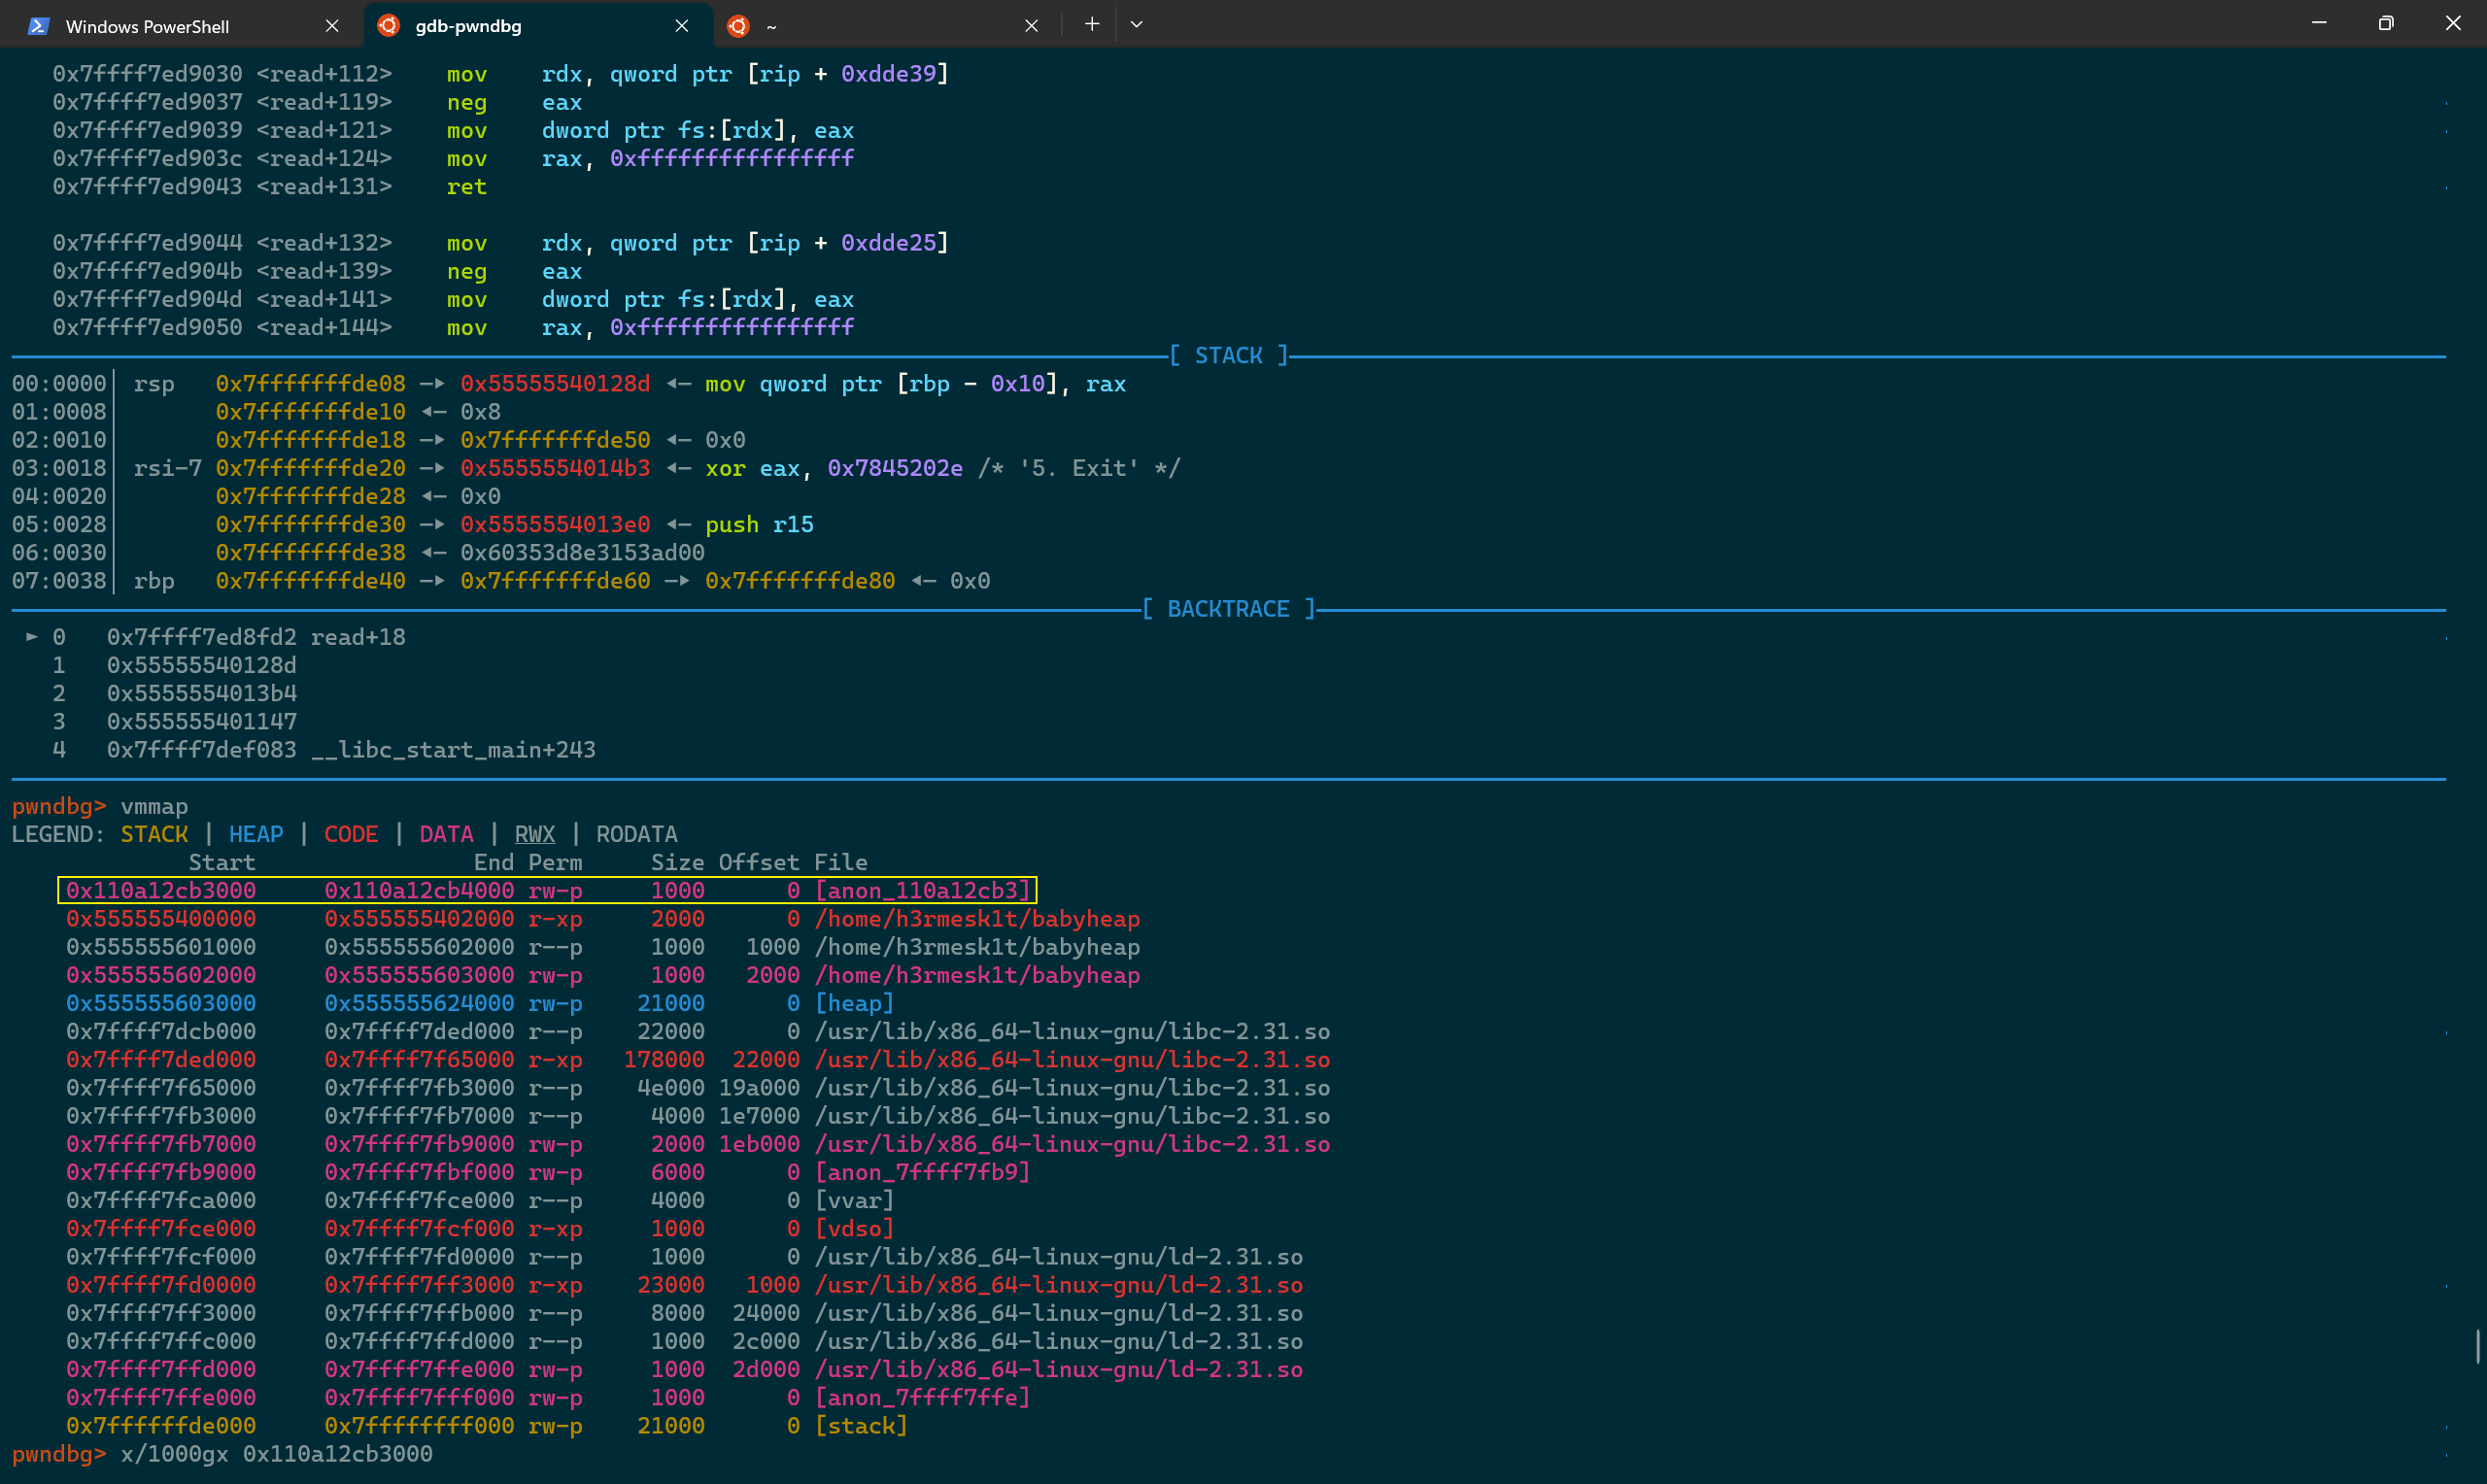 Windows PowerShell
gdb-pwndbg
~
0x7ffff7ed9030 <read+112>    mov    rdx, qword ptr [rip + 0xdde39]
0x7ffff7ed9037 <read+119>    neg    eax
0x7ffff7ed9039 <read+121>    mov    dword ptr fs:[rdx], eax
0x7ffff7ed903c <read+124>    mov    rax, 0xffffffffffffffff
0x7ffff7ed9043 <read+131>    ret
0x7ffff7ed9044 <read+132>    mov    rdx, qword ptr [rip + 0xdde25]
0x7ffff7ed904b <read+139>    neg    eax
0x7ffff7ed904d <read+141>    mov    dword ptr fs:[rdx], eax
0x7ffff7ed9050 <read+144>    mov    rax, 0xffffffffffffffff
[ STACK ]
00:0000│ rsp   0x7fffffffde08 —▸ 0x55555540128d ◂— mov qword ptr [rbp - 0x10], rax
01:0008│       0x7fffffffde10 ◂— 0x8
02:0010│       0x7fffffffde18 —▸ 0x7fffffffde50 ◂— 0x0
03:0018│ rsi-7 0x7fffffffde20 —▸ 0x5555554014b3 ◂— xor eax, 0x7845202e /* '5. Exit' */
04:0020│       0x7fffffffde28 ◂— 0x0
05:0028│       0x7fffffffde30 —▸ 0x5555554013e0 ◂— push r15
06:0030│       0x7fffffffde38 ◂— 0x60353d8e3153ad00
07:0038│ rbp   0x7fffffffde40 —▸ 0x7fffffffde60 —▸ 0x7fffffffde80 ◂— 0x0
[ BACKTRACE ]
► 0   0x7ffff7ed8fd2 read+18
1   0x55555540128d
2   0x5555554013b4
3   0x555555401147
4   0x7ffff7def083 __libc_start_main+243
pwndbg> vmmap
LEGEND: STACK | HEAP | CODE | DATA | RWX | RODATA
Start                End Perm     Size Offset File
0x110a12cb3000     0x110a12cb4000 rw-p     1000      0 [anon_110a12cb3]
0x555555400000     0x555555402000 r-xp     2000      0 /home/h3rmesk1t/babyheap
0x555555601000     0x555555602000 r--p     1000   1000 /home/h3rmesk1t/babyheap
0x555555602000     0x555555603000 rw-p     1000   2000 /home/h3rmesk1t/babyheap
0x555555603000     0x555555624000 rw-p    21000      0 [heap]
0x7ffff7dcb000     0x7ffff7ded000 r--p    22000      0 /usr/lib/x86_64-linux-gnu/libc-2.31.so
0x7ffff7ded000     0x7ffff7f65000 r-xp   178000  22000 /usr/lib/x86_64-linux-gnu/libc-2.31.so
0x7ffff7f65000     0x7ffff7fb3000 r--p    4e000 19a000 /usr/lib/x86_64-linux-gnu/libc-2.31.so
0x7ffff7fb3000     0x7ffff7fb7000 r--p     4000 1e7000 /usr/lib/x86_64-linux-gnu/libc-2.31.so
0x7ffff7fb7000     0x7ffff7fb9000 rw-p     2000 1eb000 /usr/lib/x86_64-linux-gnu/libc-2.31.so
0x7ffff7fb9000     0x7ffff7fbf000 rw-p     6000      0 [anon_7ffff7fb9]
0x7ffff7fca000     0x7ffff7fce000 r--p     4000      0 [vvar]
0x7ffff7fce000     0x7ffff7fcf000 r-xp     1000      0 [vdso]
0x7ffff7fcf000     0x7ffff7fd0000 r--p     1000      0 /usr/lib/x86_64-linux-gnu/ld-2.31.so
0x7ffff7fd0000     0x7ffff7ff3000 r-xp    23000   1000 /usr/lib/x86_64-linux-gnu/ld-2.31.so
0x7ffff7ff3000     0x7ffff7ffb000 r--p     8000  24000 /usr/lib/x86_64-linux-gnu/ld-2.31.so
0x7ffff7ffc000     0x7ffff7ffd000 r--p     1000  2c000 /usr/lib/x86_64-linux-gnu/ld-2.31.so
0x7ffff7ffd000     0x7ffff7ffe000 rw-p     1000  2d000 /usr/lib/x86_64-linux-gnu/ld-2.31.so
0x7ffff7ffe000     0x7ffff7fff000 rw-p     1000      0 [anon_7ffff7ffe]
0x7ffffffde000     0x7ffffffff000 rw-p    21000      0 [stack]
pwndbg> x/1000gx 0x110a12cb3000